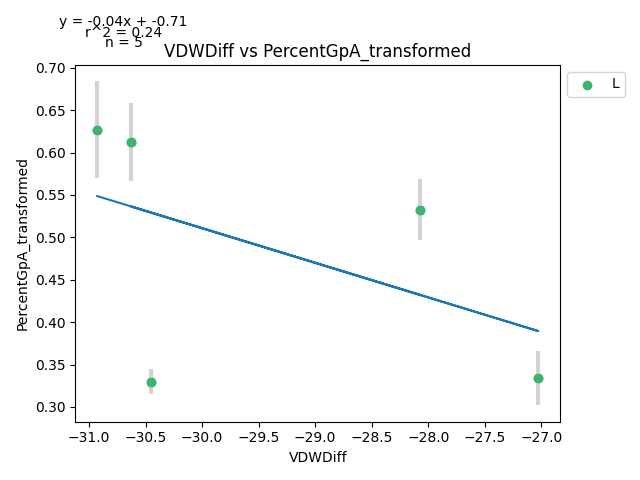 y = -0.04x + -0.71
r^2 = 0.24
n = 5
VDWDiff vs PercentGpA_transformed
L
PercentGpA_transformed
0.70
0.65
0.60
0.55
0.50
0.45
0.40
0.35
0.30
−31.0 −30.5 −30.0 −29.5 −29.0 −28.5 −28.0 −27.5 −27.0
VDWDiff